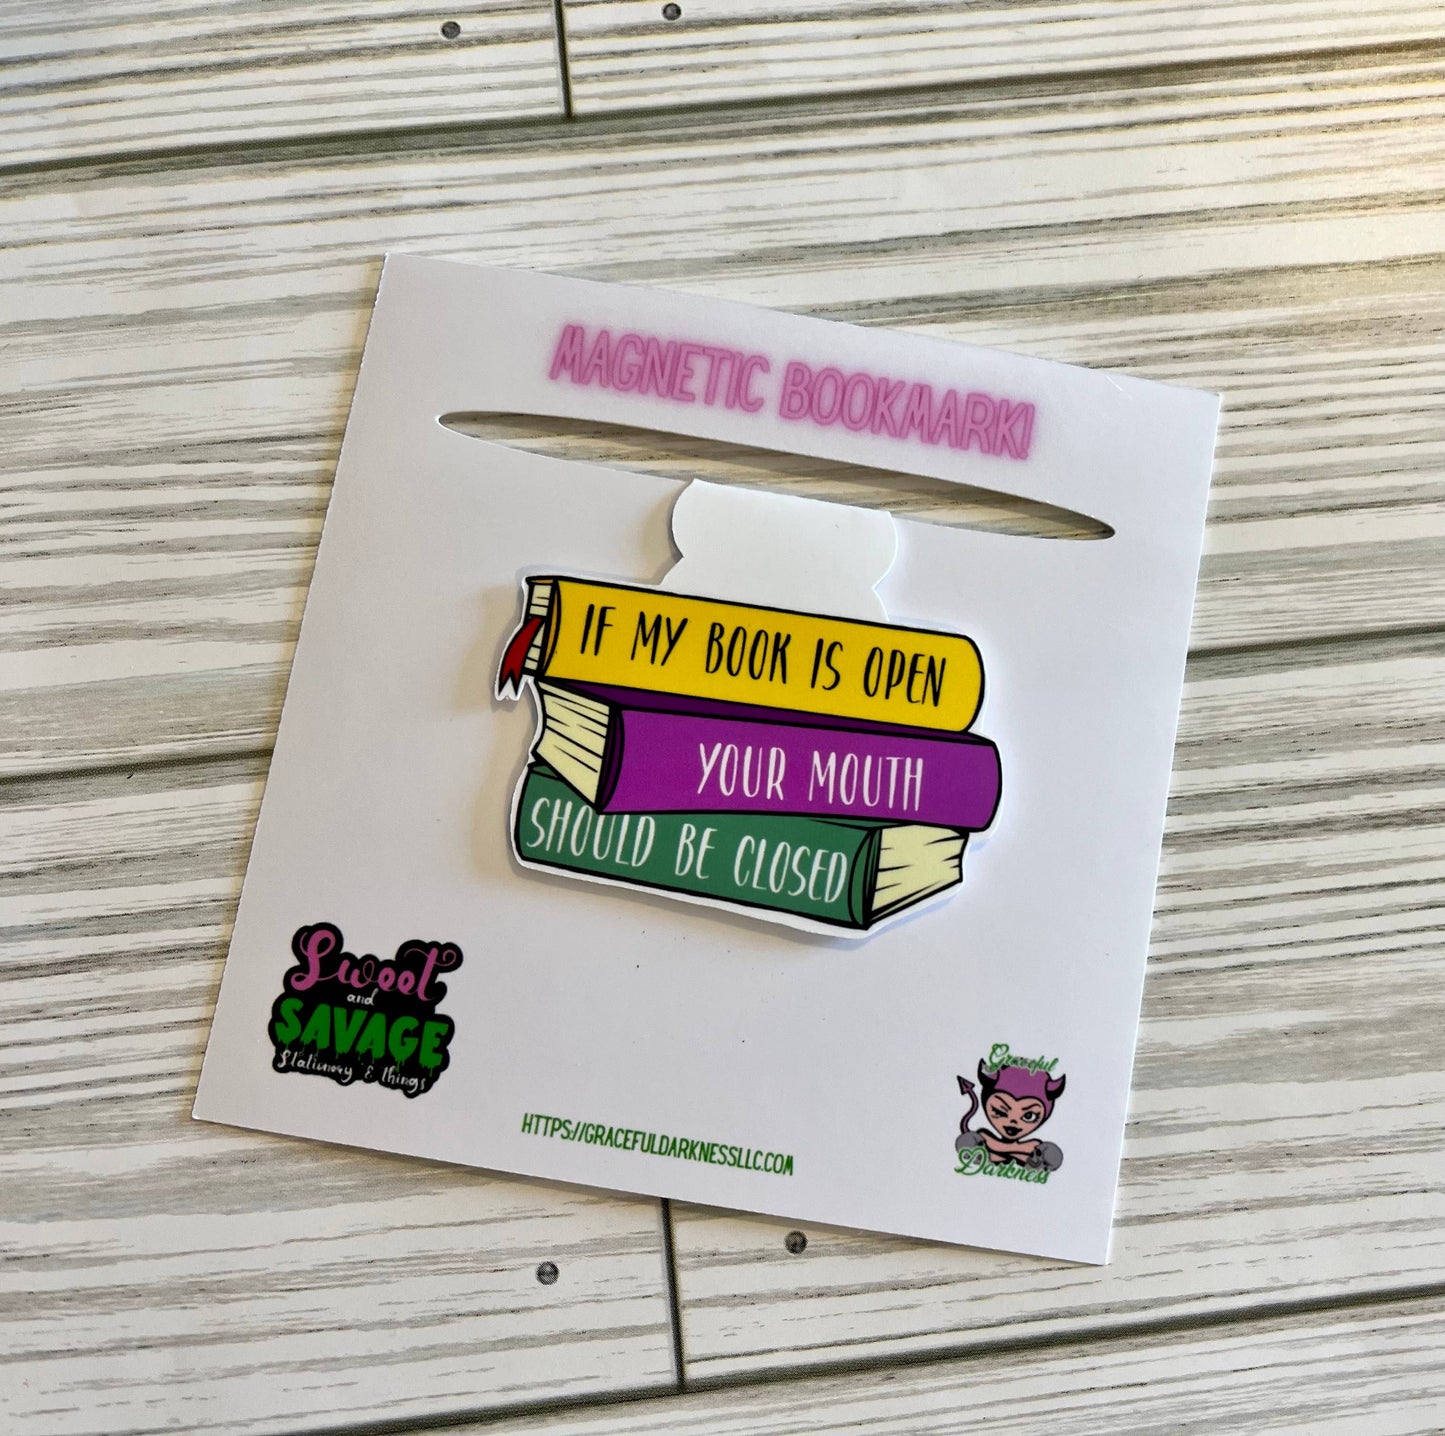 MAGNETIC BOOKMARK!
IF MY BOOK IS OPEN
YOUR MOUTH
SHOULD BE CLOSED
Sweet
and
SAVAGE
Stationery & things
HTTPS://GRACEFULDARKNESSLLC.COM
Graceful
Darkness